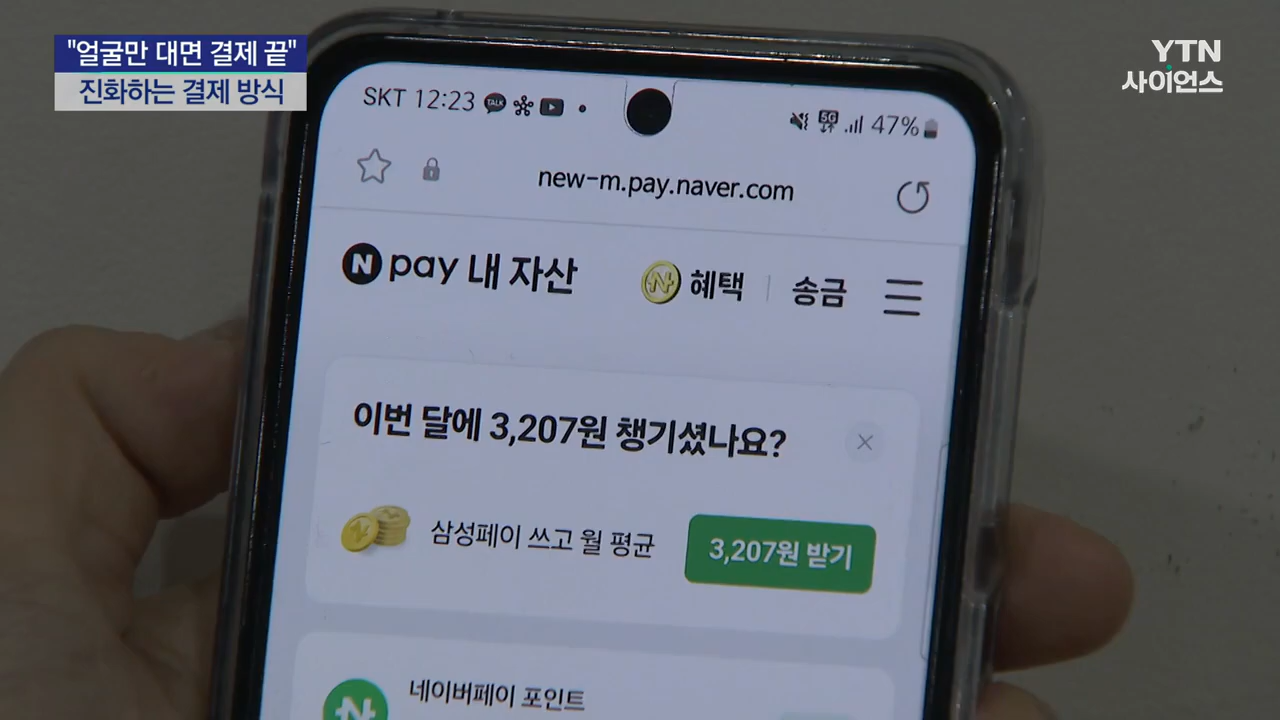 "얼굴만 대면 결제 끝"
진화하는 결제 방식
YTN
사이언스
SKT 12:23 TALK 5G 47%
new-m.pay.naver.com
N pay 내 자산 혜택 송금
이번 달에 3,207원 챙기셨나요?
삼성페이 쓰고 월 평균 3,207원 받기
네이버페이 포인트